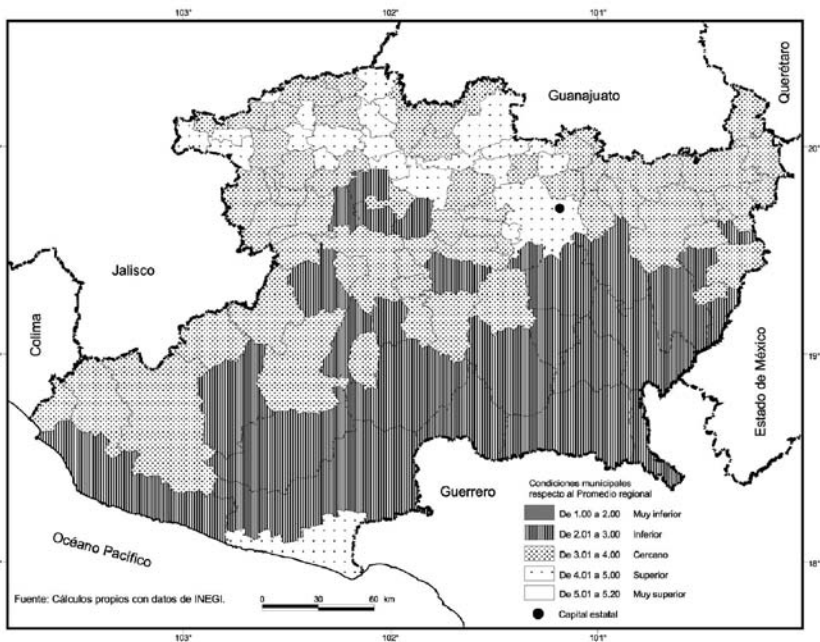 103°
102°
101°
Querétaro
Guanajuato
20°
20°
Jalisco
Colima
19°
19°
Estado de México
Guerrero
Océano Pacífico
Condiciones municipales
respecto al Promedio regional
De 1.00 a 2.00 Muy inferior
De 2.01 a 3.00 Inferior
De 3.01 a 4.00 Cercano
De 4.01 a 5.00 Superior
De 5.01 a 5.20 Muy superior
Capital estatal
18°
Fuente: Cálculos propios con datos de INEGI.
0 30 60 km
103°
102°
101°